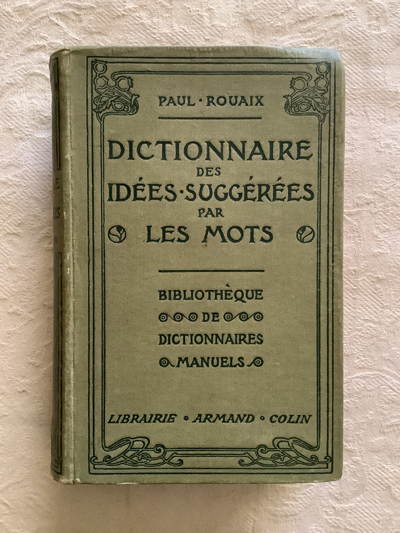 PAUL · ROUAIX
DICTIONNAIRE
DES
IDÉES·SUGGÉRÉES
PAR
LES MOTS
BIBLIOTHÈQUE
DE
DICTIONNAIRES
MANUELS
LIBRAIRIE · ARMAND · COLIN